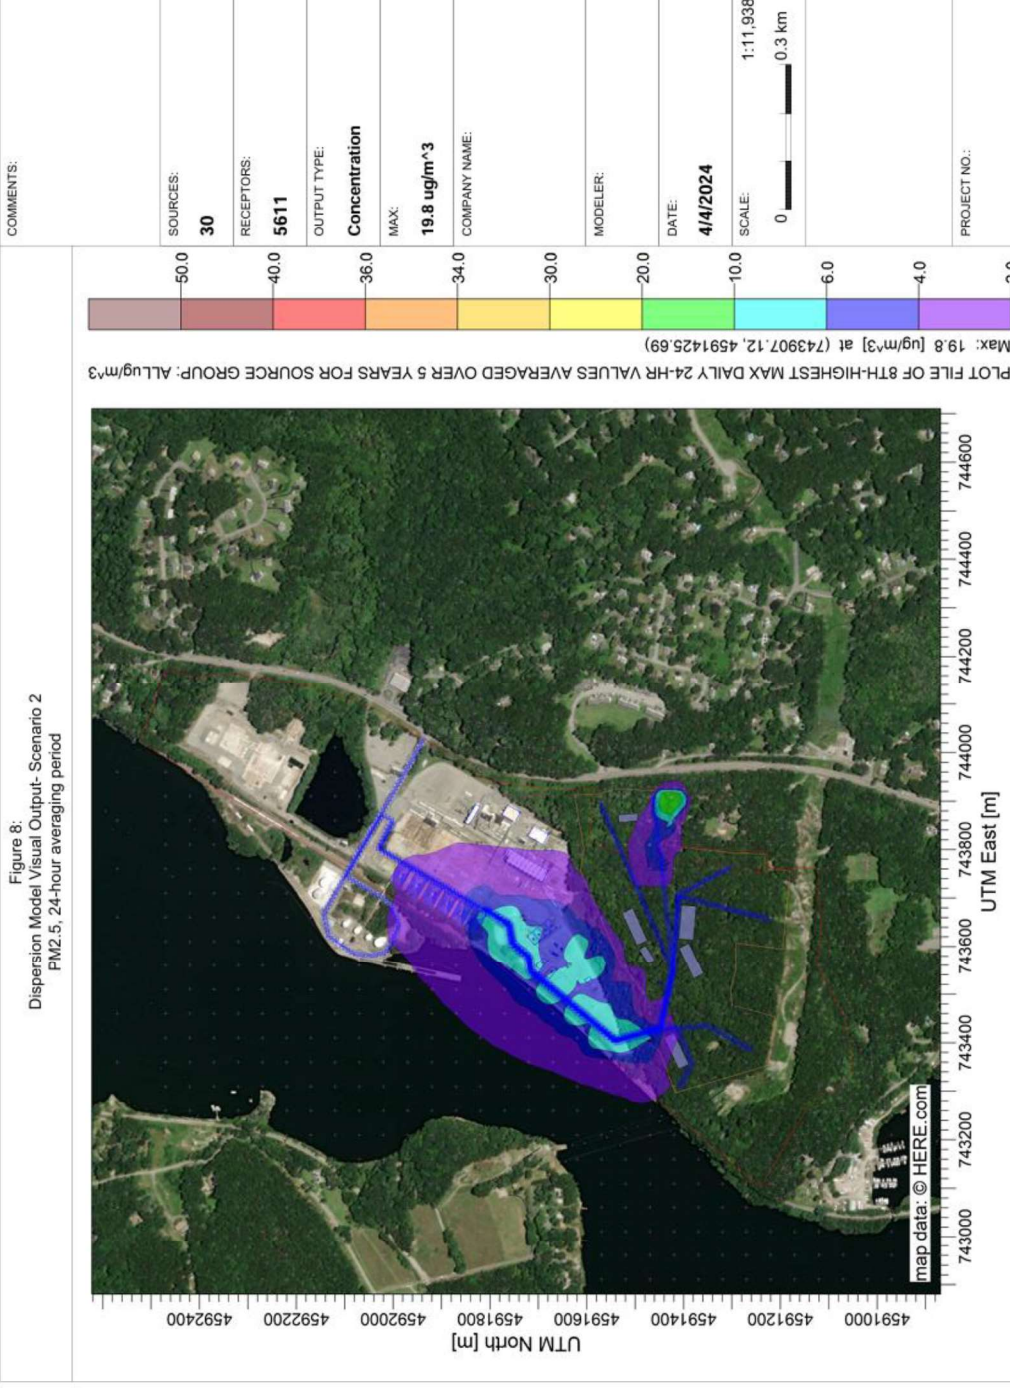 Figure 8:
Dispersion Model Visual Output- Scenario 2
PM2.5, 24-hour averaging period
UTM North [m]
4592400
4592200
4592000
4591800
4591600
4591400
4591200
4591000
map data: © HERE.com
743000
743200
743400
743600
743800
744000
744200
744400
744600
UTM East [m]
PLOT FILE OF 8TH-HIGHEST MAX DAILY 24-HR VALUES AVERAGED OVER 5 YEARS FOR SOURCE GROUP: ALL
ug/m^3
Max: 19.8 [ug/m^3] at (743907.12, 4591425.69)
4.0
6.0
10.0
20.0
30.0
34.0
36.0
40.0
50.0
COMMENTS:
SOURCES:
30
RECEPTORS:
5611
OUTPUT TYPE:
Concentration
MAX:
19.8 ug/m^3
COMPANY NAME:
MODELER:
DATE:
4/4/2024
SCALE:
1:11,938
0
0.3 km
PROJECT NO.: